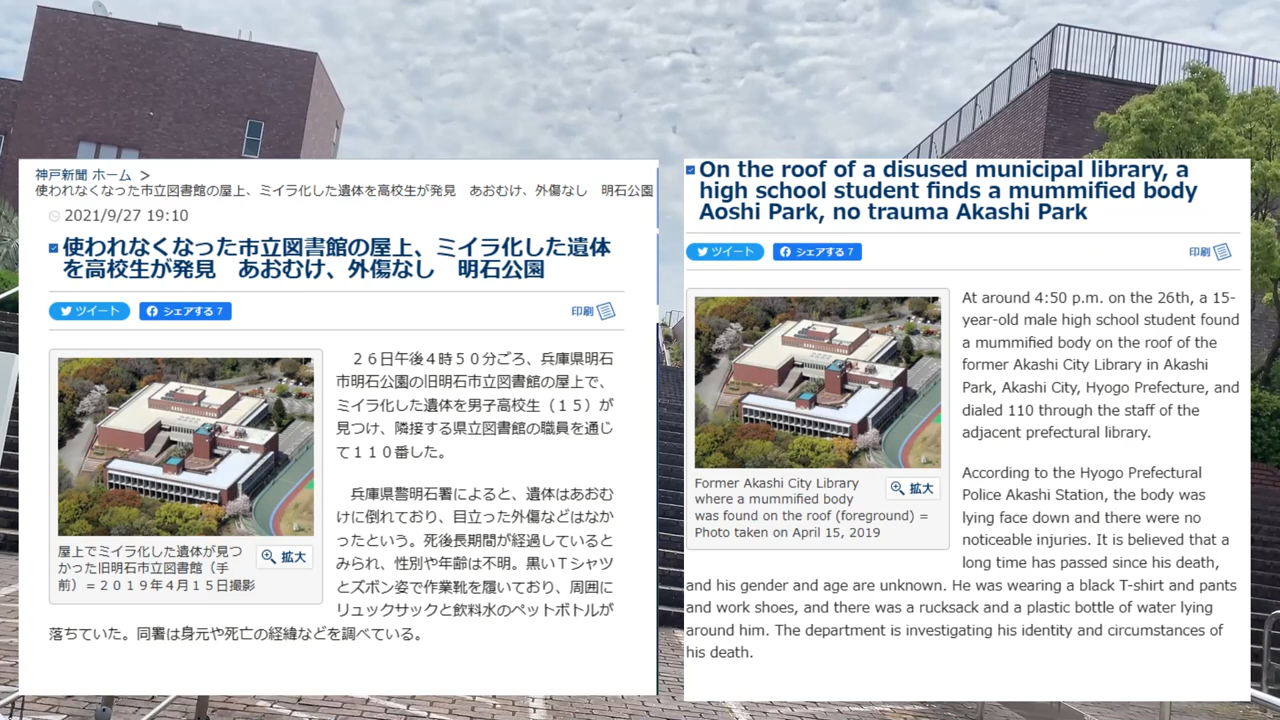 神戸新聞 ホーム >
使われなくなった市立図書館の屋上、ミイラ化した遺体を高校生が発見　あおむけ、外傷なし　明石公園
2021/9/27 19:10
使われなくなった市立図書館の屋上、ミイラ化した遺体
を高校生が発見　あおむけ、外傷なし　明石公園
ツイート
シェアする 7
印刷
２６日午後４時５０分ごろ、兵庫県明石
市明石公園の旧明石市立図書館の屋上で、
ミイラ化した遺体を男子高校生（１５）が
見つけ、隣接する県立図書館の職員を通じ
て１１０番した。
兵庫県警明石署によると、遺体はあおむ
けに倒れており、目立った外傷などはなか
ったという。死後長期間が経過していると
みられ、性別や年齢は不明。黒いＴシャツ
とズボン姿で作業靴を履いており、周囲に
リュックサックと飲料水のペットボトルが
落ちていた。同署は身元や死亡の経緯などを調べている。
屋上でミイラ化した遺体が見つ
かった旧明石市立図書館（手
前）＝２０１９年４月１５日撮影
拡大
On the roof of a disused municipal library, a
high school student finds a mummified body
Aoshi Park, no trauma Akashi Park
ツイート
シェアする 7
印刷
At around 4:50 p.m. on the 26th, a 15-
year-old male high school student found
a mummified body on the roof of the
former Akashi City Library in Akashi
Park, Akashi City, Hyogo Prefecture, and
dialed 110 through the staff of the
adjacent prefectural library.
According to the Hyogo Prefectural
Police Akashi Station, the body was
lying face down and there were no
noticeable injuries. It is believed that a
long time has passed since his death,
and his gender and age are unknown. He was wearing a black T-shirt and pants
and work shoes, and there was a rucksack and a plastic bottle of water lying
around him. The department is investigating his identity and circumstances of
his death.
Former Akashi City Library
where a mummified body
was found on the roof (foreground) =
Photo taken on April 15, 2019
拡大